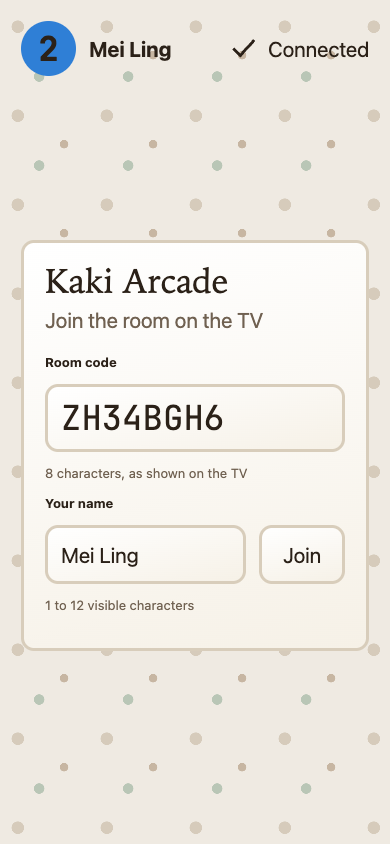 2 Mei Ling Connected
Kaki Arcade
Join the room on the TV
Room code
ZH34BGH6
8 characters, as shown on the TV
Your name
Mei Ling Join
1 to 12 visible characters